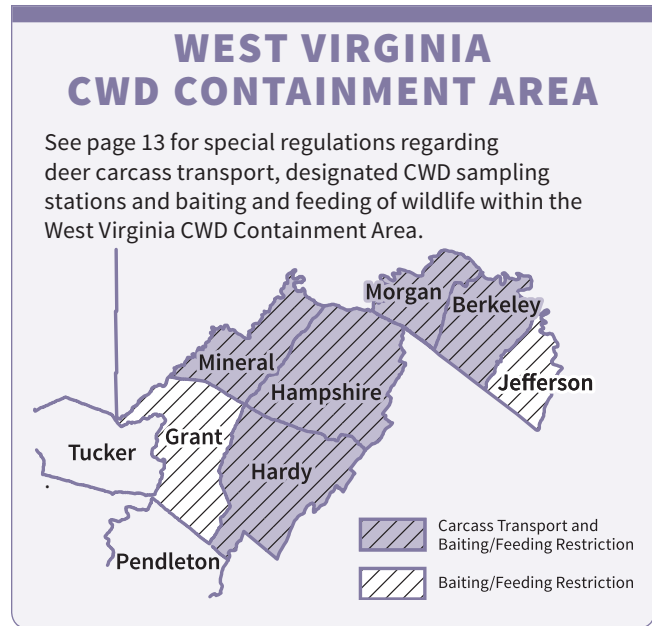 WEST VIRGINIA
CWD CONTAINMENT AREA
See page 13 for special regulations regarding
deer carcass transport, designated CWD sampling
stations and baiting and feeding of wildlife within the
West Virginia CWD Containment Area.
Morgan
Berkeley
Mineral
Jefferson
Hampshire
Grant
Tucker
Hardy
Pendleton
Carcass Transport and
Baiting/Feeding Restriction
Baiting/Feeding Restriction